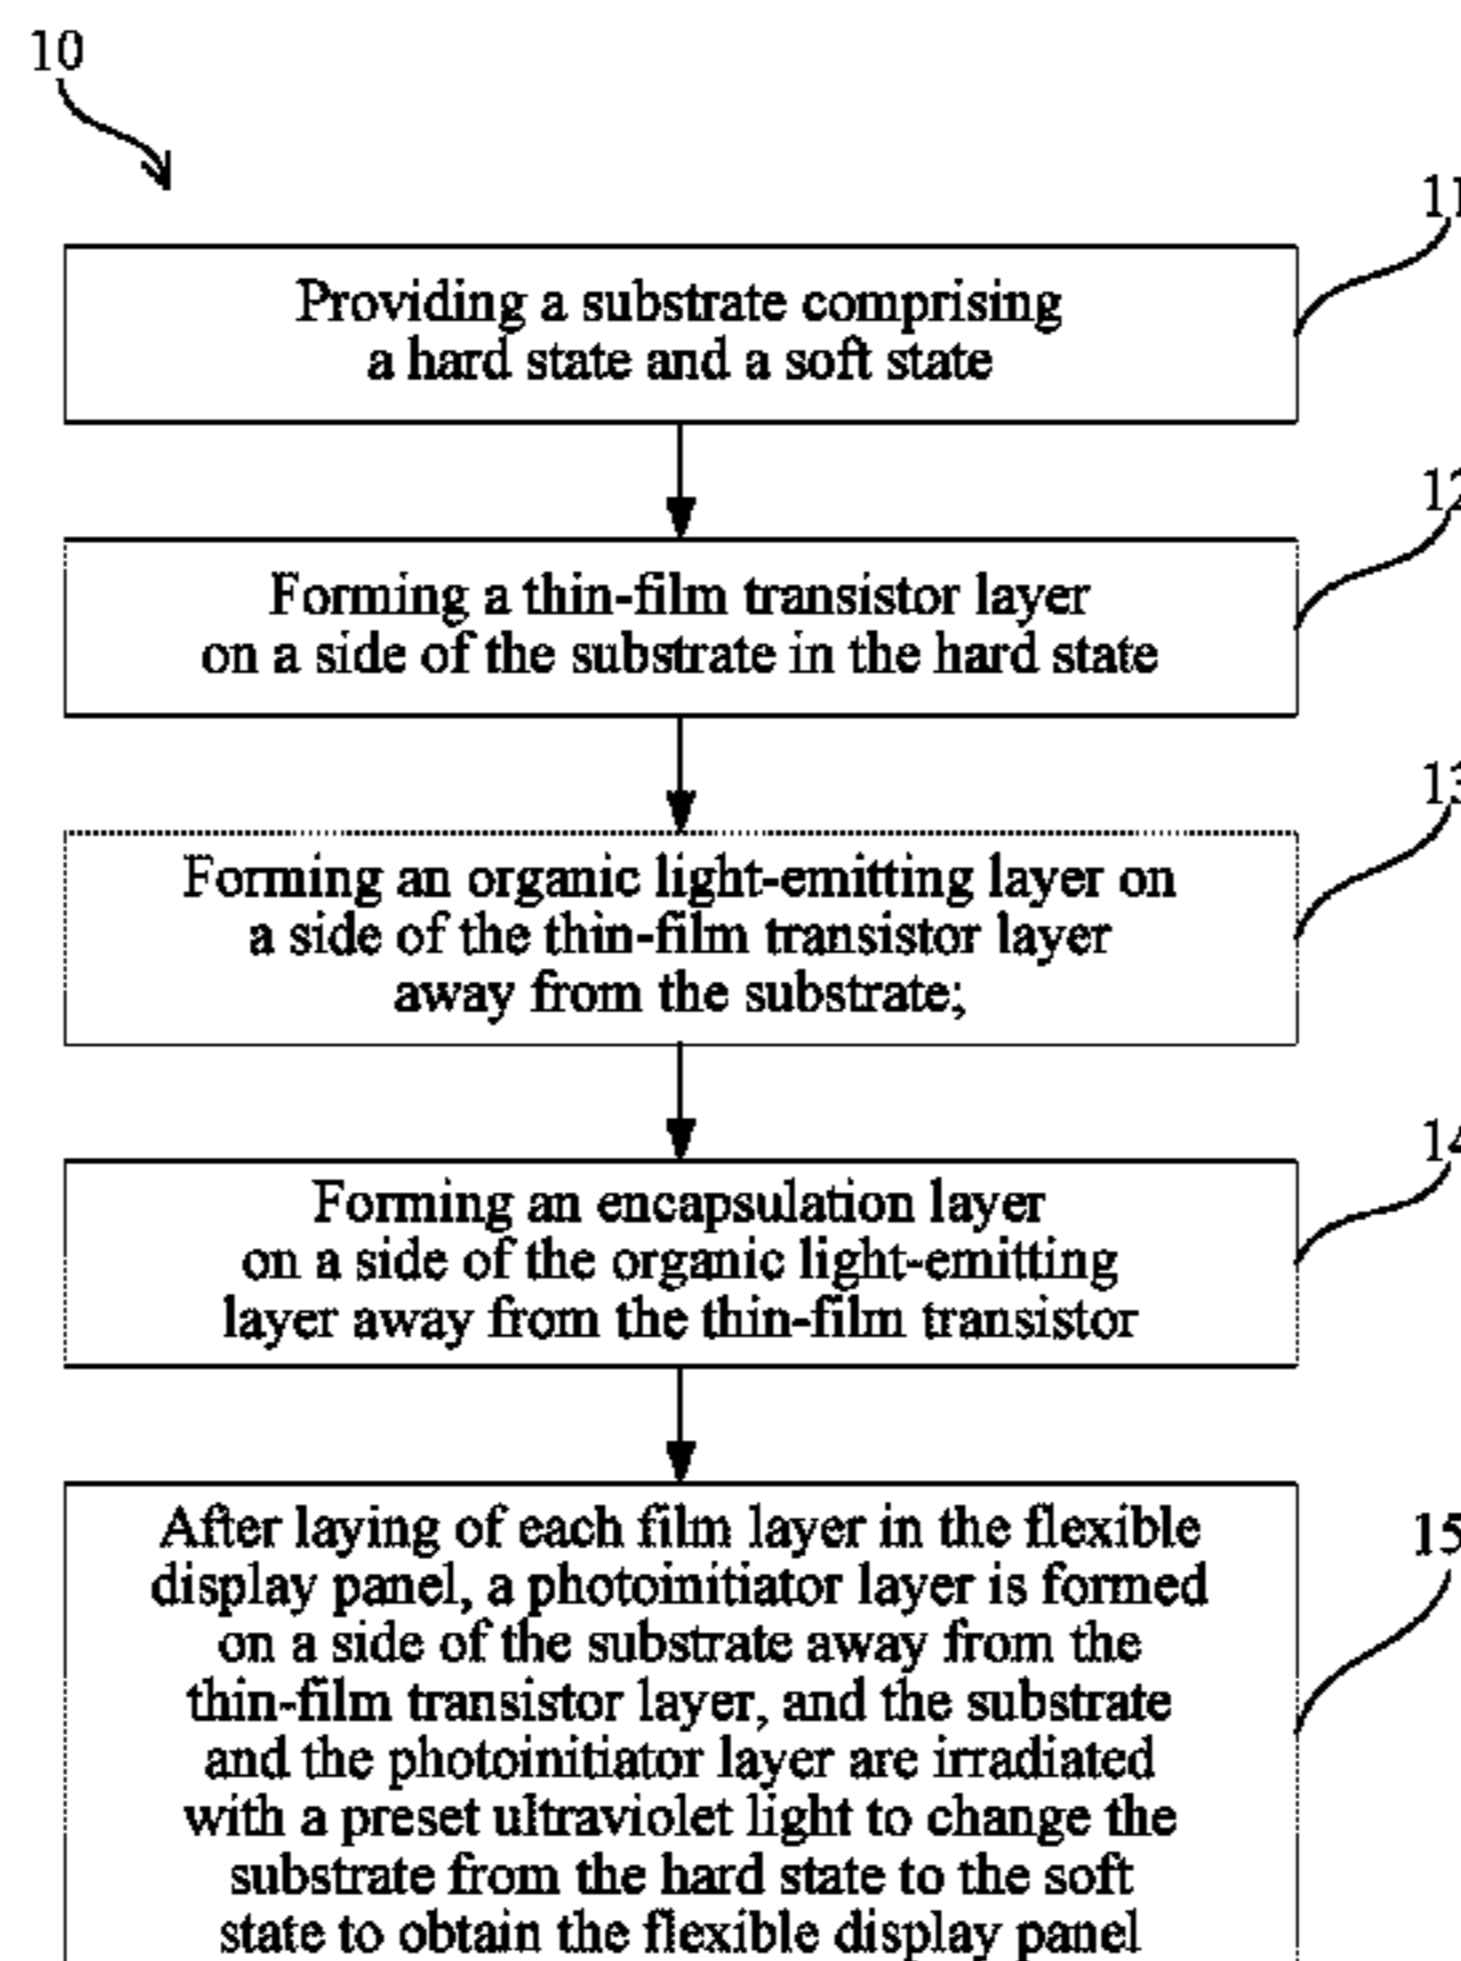 10
11
Providing a substrate comprising
a hard state and a soft state
12
Forming a thin-film transistor layer
on a side of the substrate in the hard state
13
Forming an organic light-emitting layer on
a side of the thin-film transistor layer
away from the substrate;
14
Forming an encapsulation layer
on a side of the organic light-emitting
layer away from the thin-film transistor
15
After laying of each film layer in the flexible
display panel, a photoinitiator layer is formed
on a side of the substrate away from the
thin-film transistor layer, and the substrate
and the photoinitiator layer are irradiated
with a preset ultraviolet light to change the
substrate from the hard state to the soft
state to obtain the flexible display panel